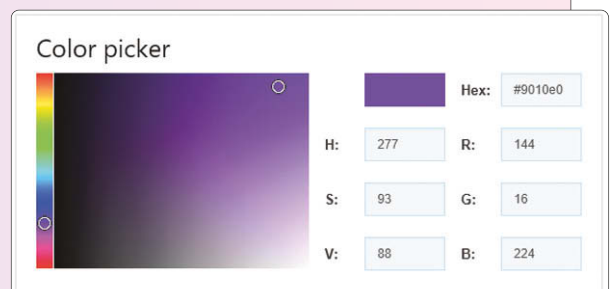 Color picker
Hex: #9010e0
H: 277 R: 144
S: 93 G: 16
V: 88 B: 224